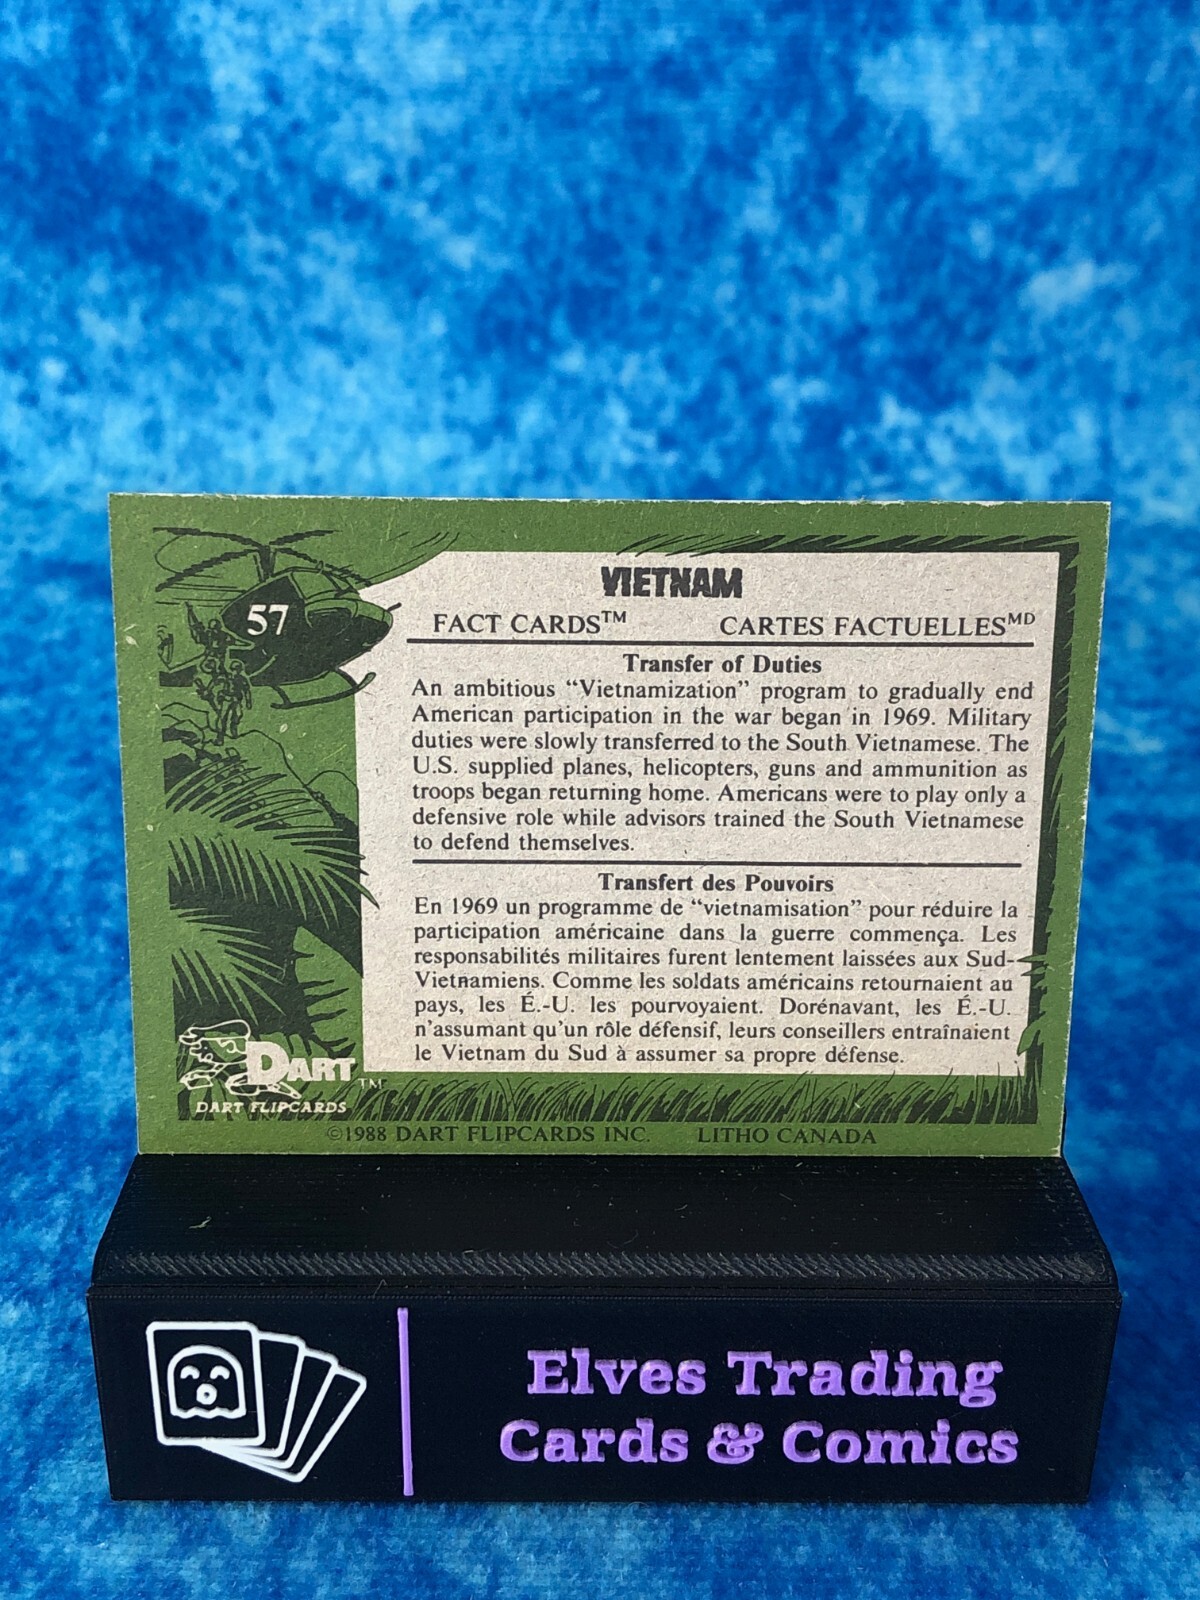 57
VIETNAM
FACT CARDS™ CARTES FACTUELLESMD
Transfer of Duties
An ambitious “Vietnamization” program to gradually end
American participation in the war began in 1969. Military
duties were slowly transferred to the South Vietnamese. The
U.S. supplied planes, helicopters, guns and ammunition as
troops began returning home. Americans were to play only a
defensive role while advisors trained the South Vietnamese
to defend themselves.
Transfert des Pouvoirs
En 1969 un programme de “vietnamisation” pour réduire la
participation américaine dans la guerre commença. Les
responsabilités militaires furent lentement laissées aux Sud-
Vietnamiens. Comme les soldats américains retournaient au
pays, les É.-U. les pourvoyaient. Dorénavant, les É.-U.
n'assumant qu'un rôle défensif, leurs conseillers entraînaient
le Vietnam du Sud à assumer sa propre défense.
DART™
DART FLIPCARDS
©1988 DART FLIPCARDS INC. LITHO CANADA
Elves Trading
Cards & Comics